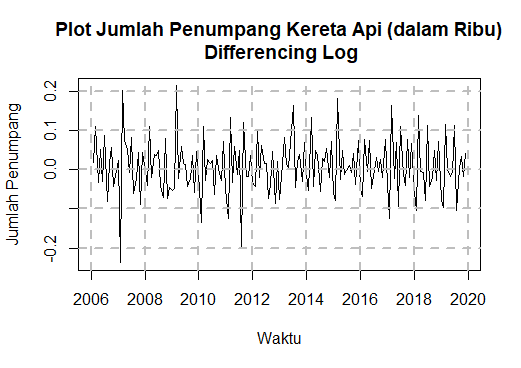 Plot Jumlah Penumpang Kereta Api (dalam Ribu)
Differencing Log
Jumlah Penumpang
0.2
0.1
0.0
-0.2
2006 2008 2010 2012 2014 2016 2018 2020
Waktu